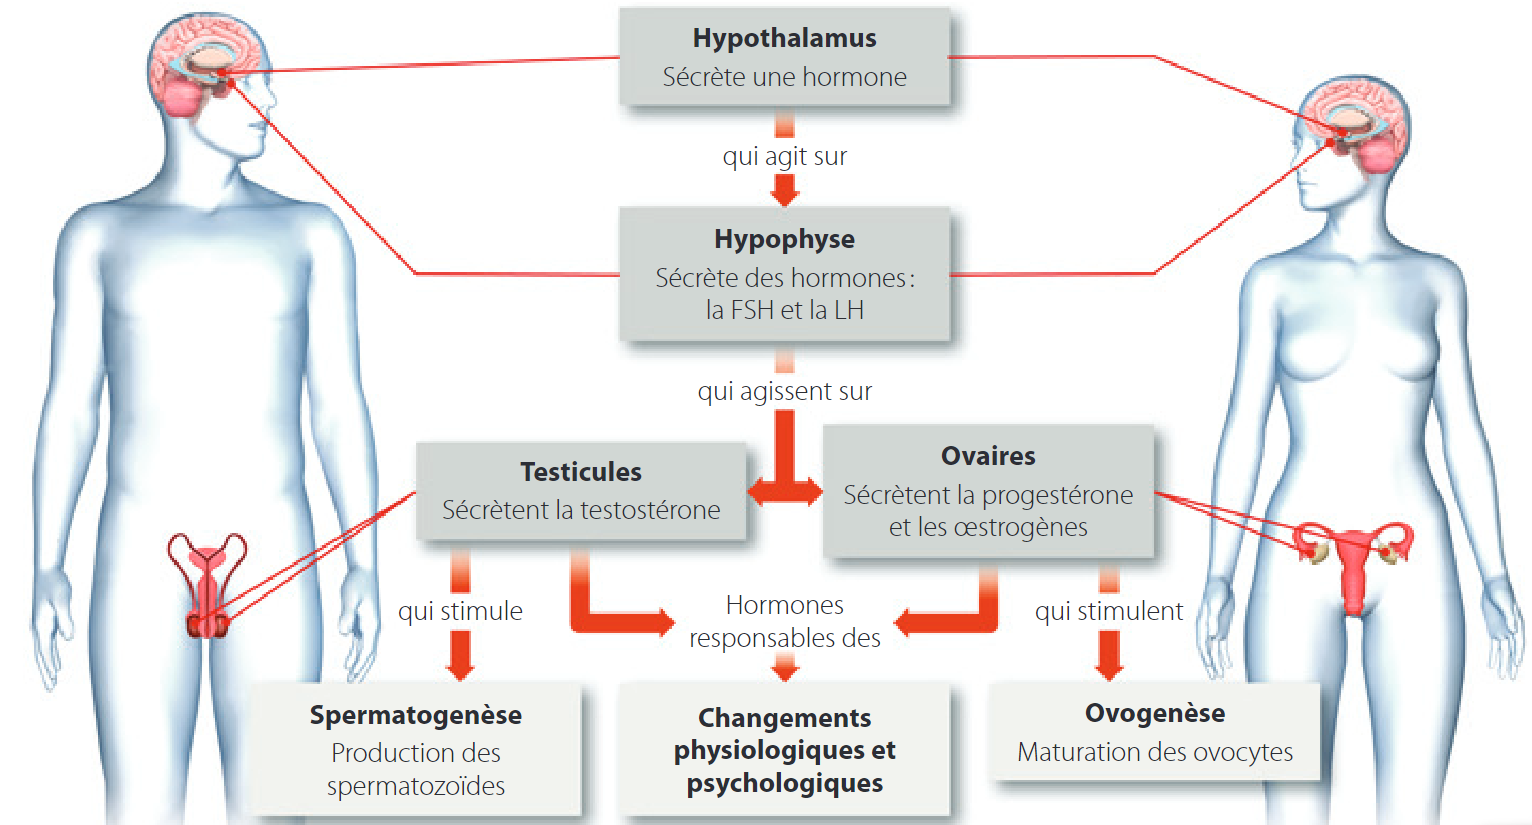 Hypothalamus
Sécrète une hormone
qui agit sur
Hypophyse
Sécrète des hormones :
la FSH et la LH
qui agissent sur
Testicules
Sécrètent la testostérone
Ovaires
Sécrètent la progestérone
et les œstrogènes
qui stimule
Hormones
responsables des
qui stimulent
Spermatogenèse
Production des
spermatozoïdes
Changements
physiologiques et
psychologiques
Ovogenèse
Maturation des ovocytes